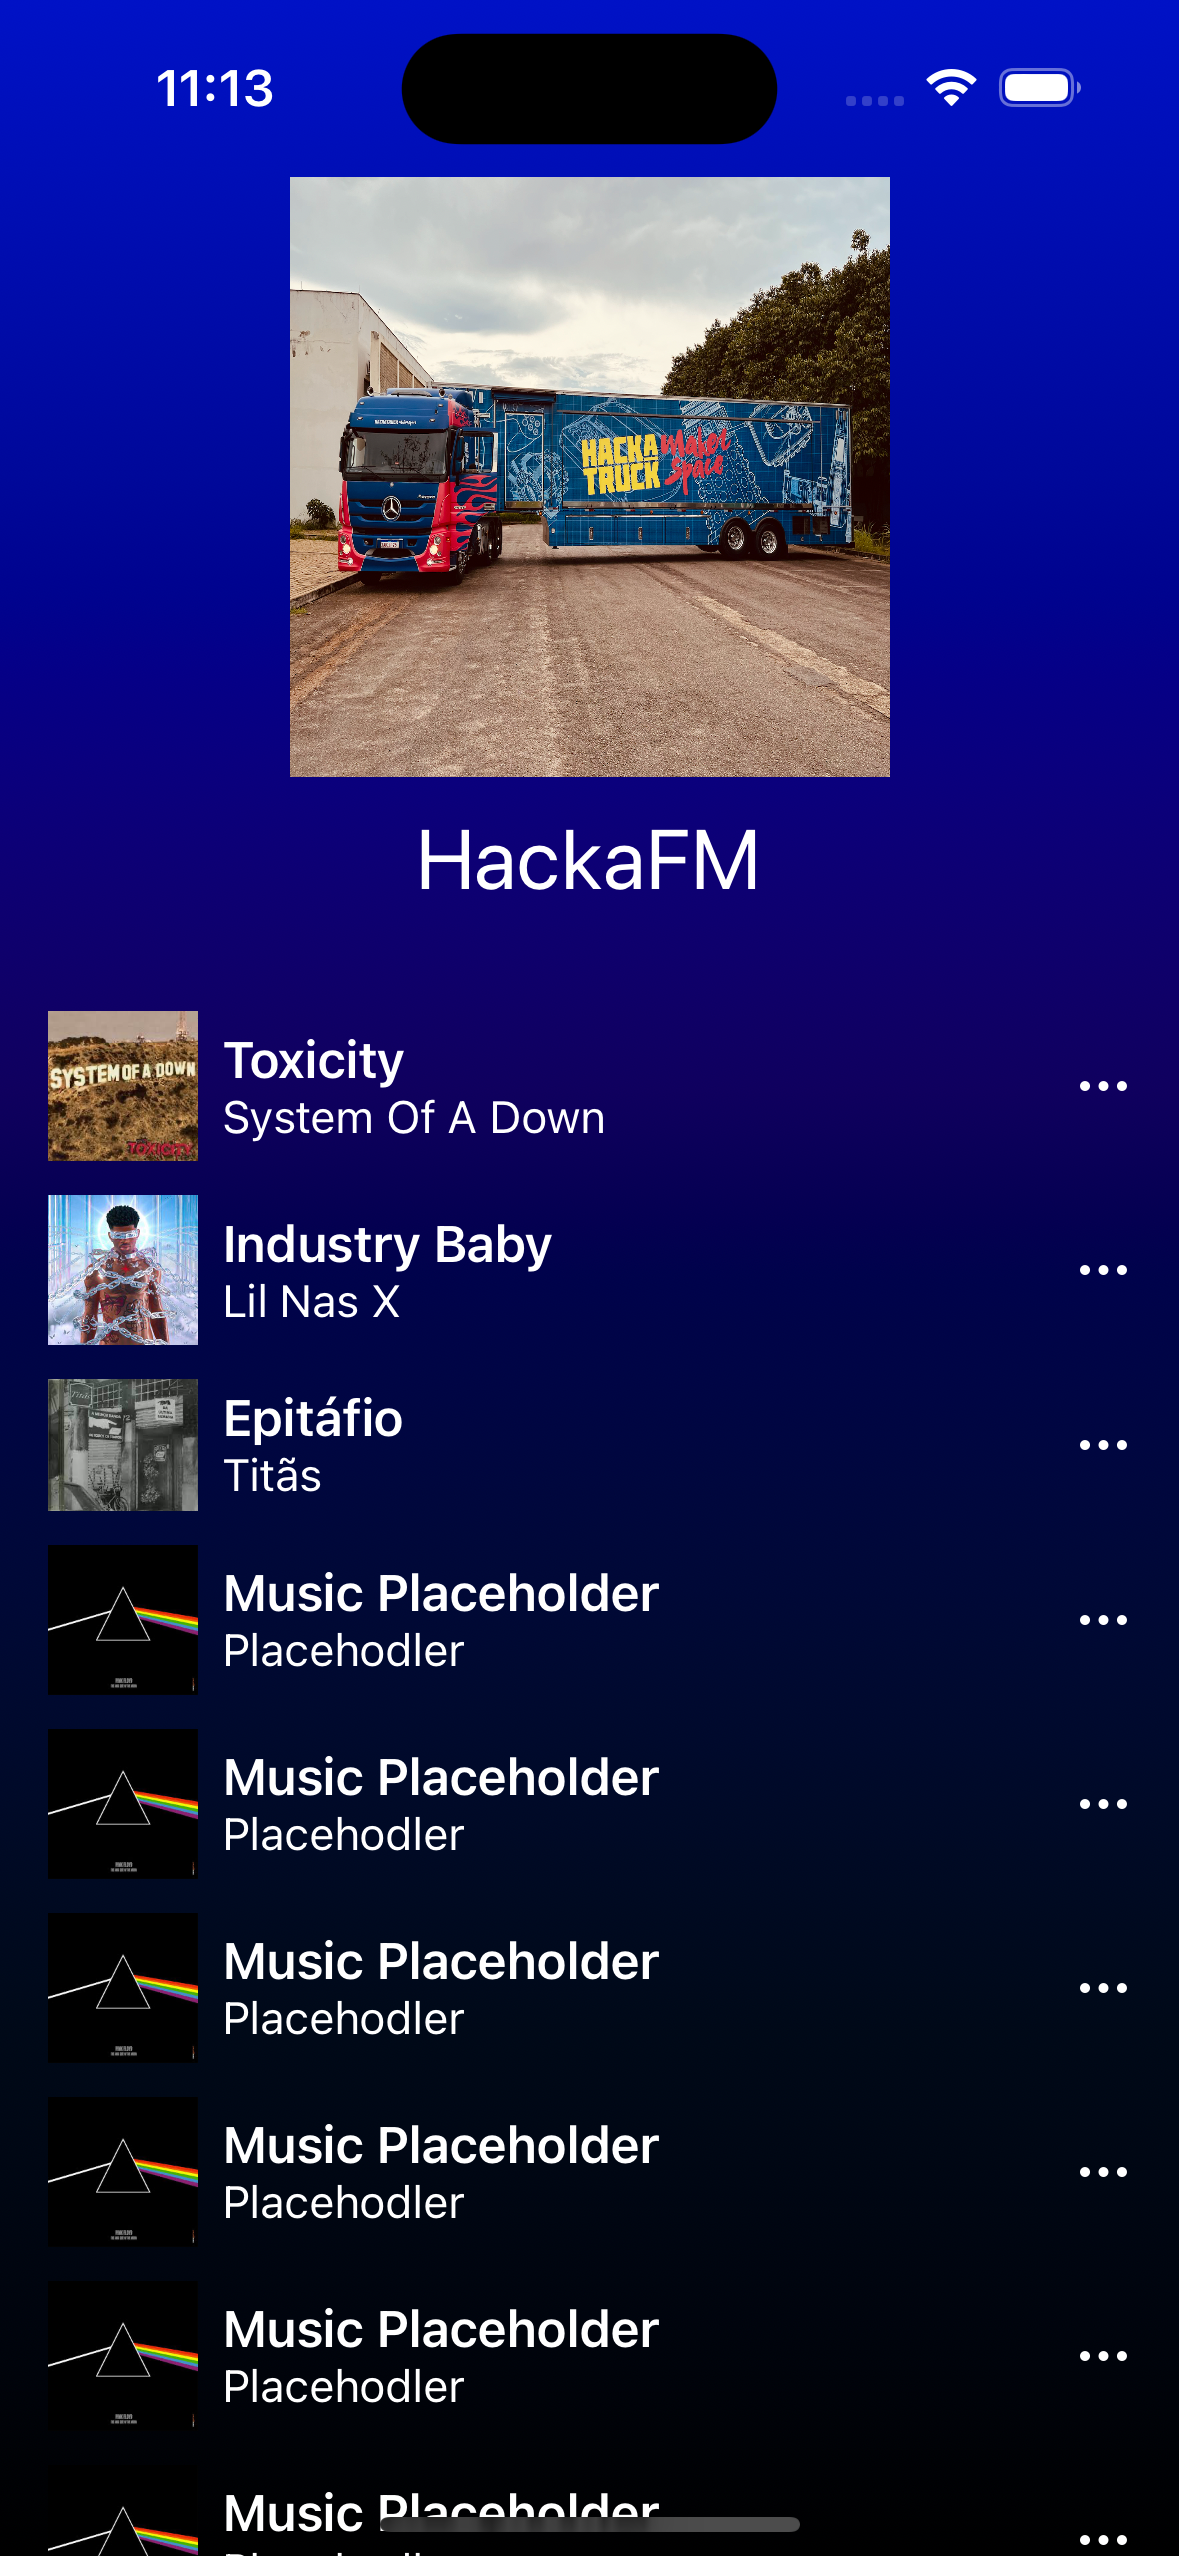 11:13
HACKA
TRUCK
Maker
Space
HackaFM
SYSTEM OF A DOWN
TOXICITY
Toxicity
System Of A Down
Industry Baby
Lil Nas X
Epitáfio
Titãs
Music Placeholder
Placehodler
Music Placeholder
Placehodler
Music Placeholder
Placehodler
Music Placeholder
Placehodler
Music Placeholder
Placehodler
Music Placeholder